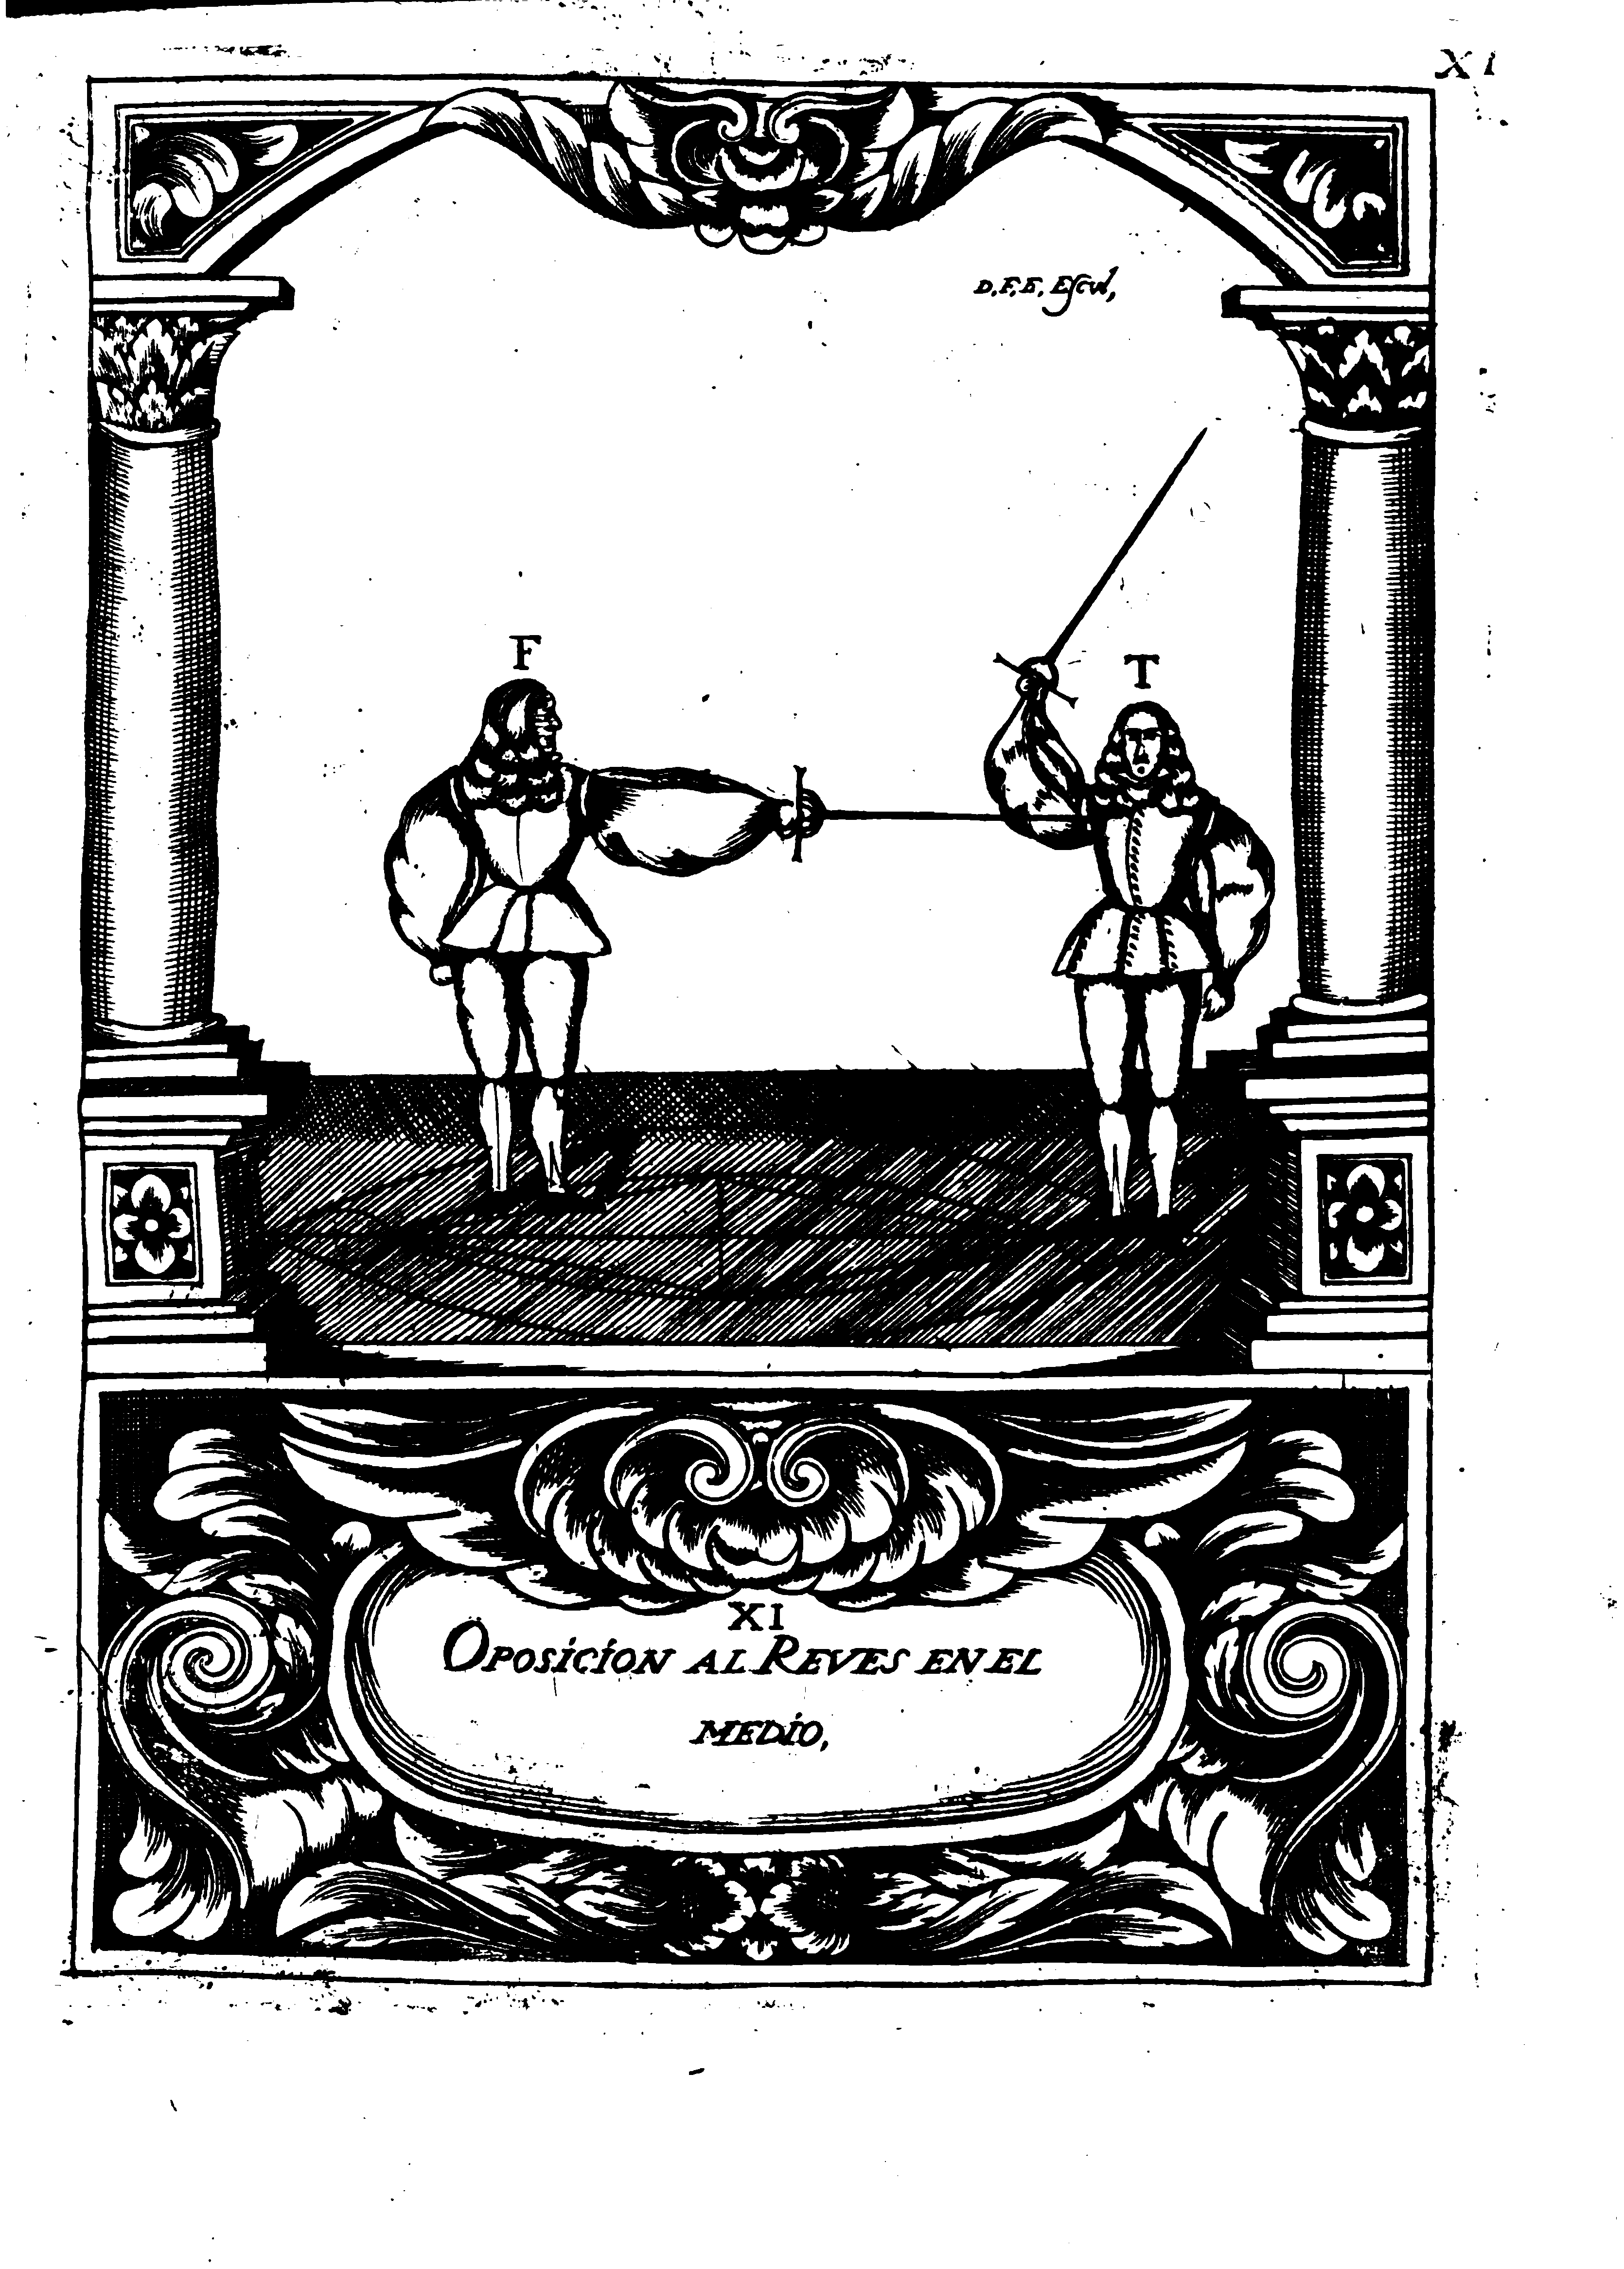 XI
D.F.E. Escul,
F
T
XI
OPOSICION AL REVES EN EL
MEDIO,